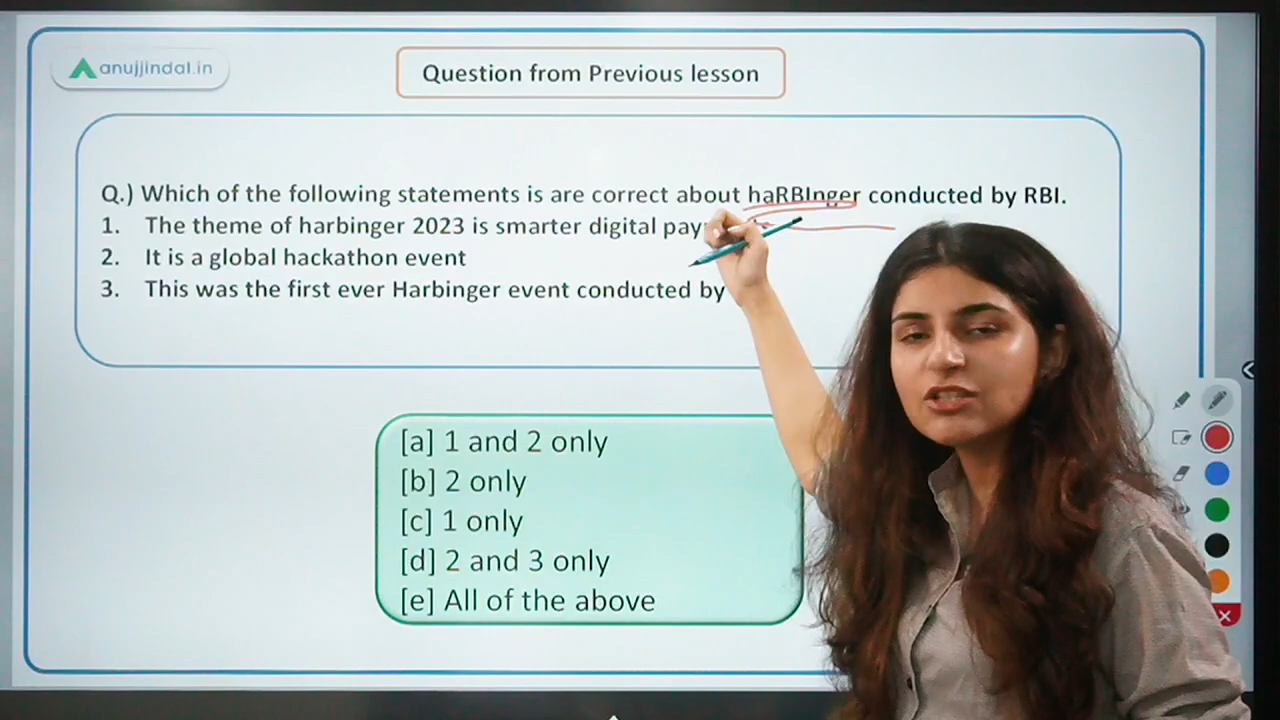 anujjindal.in
Question from Previous lesson
Q.) Which of the following statements is are correct about haRBInger conducted by RBI.
1. The theme of harbinger 2023 is smarter digital
2. It is a global hackathon event
3. This was the first ever Harbinger event conducted by
[a] 1 and 2 only
[b] 2 only
[c] 1 only
[d] 2 and 3 only
[e] All of the above